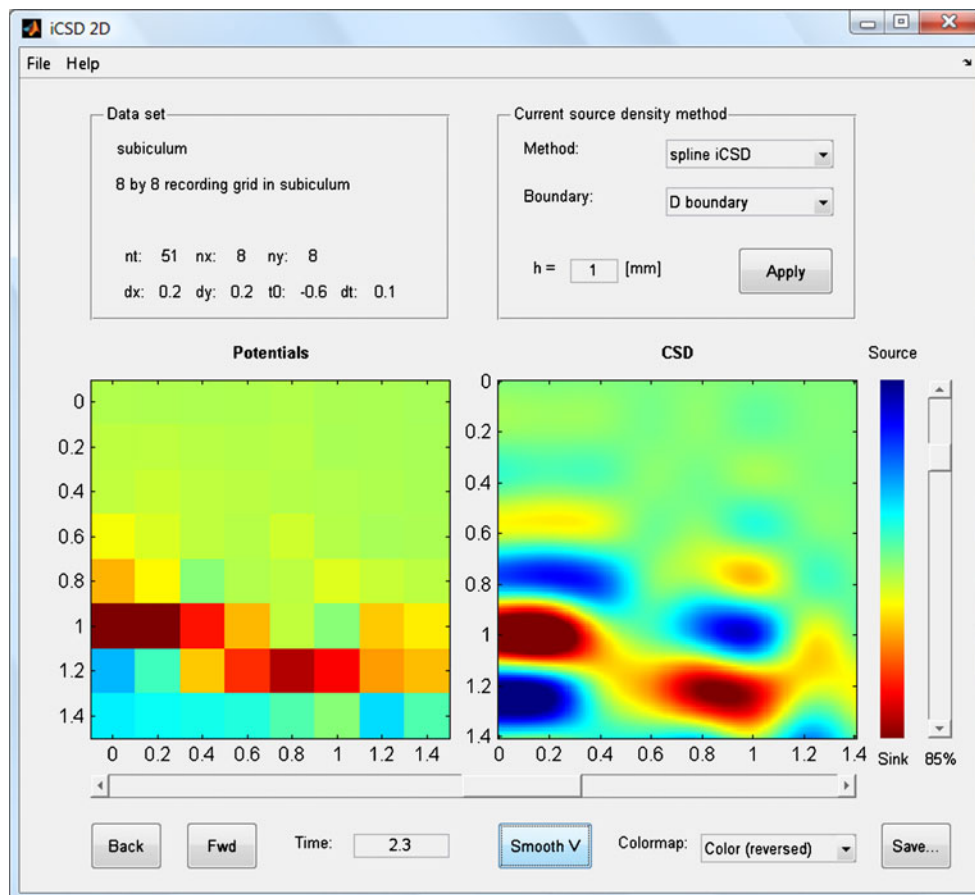 iCSD 2D
File Help
Data set
subiculum
8 by 8 recording grid in subiculum
nt: 51 nx: 8 ny: 8
dx: 0.2 dy: 0.2 t0: -0.6 dt: 0.1
Current source density method
Method: spline iCSD
Boundary: D boundary
h = 1 [mm] Apply
Potentials
0
0.2
0.4
0.6
0.8
1
1.2
1.4
0 0.2 0.4 0.6 0.8 1 1.2 1.4
CSD
0
0.2
0.4
0.6
0.8
1
1.2
1.4
0 0.2 0.4 0.6 0.8 1 1.2 1.4
Source
Sink 85%
Back Fwd Time: 2.3 Smooth V Colormap: Color (reversed) Save...